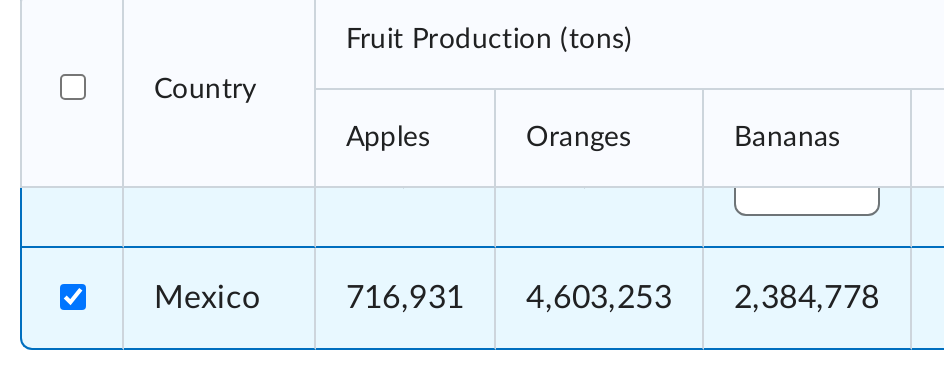 Fruit Production (tons)
Country
Apples Oranges Bananas
Mexico 716,931 4,603,253 2,384,778